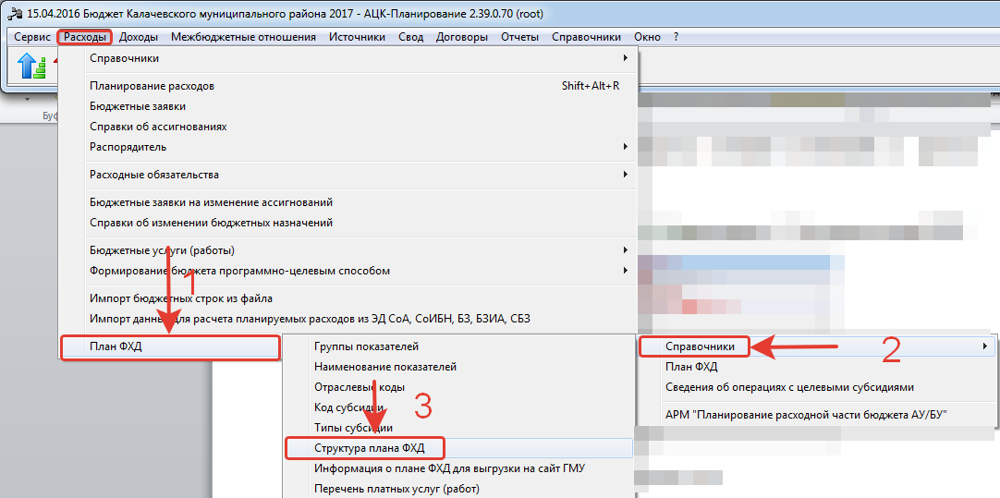 15.04.2016 Бюджет Калачевского муниципального района 2017 - АЦК-Планирование 2.39.0.70 (root)
Сервис Расходы Доходы Межбюджетные отношения Источники Свод Договоры Отчеты Справочники Окно ?
Справочники
Планирование расходов Shift+Alt+R
Бюджетные заявки
Буф
Справки об ассигнованиях
Распорядитель
Расходные обязательства
Бюджетные заявки на изменение ассигнований
Справки об изменении бюджетных назначений
Бюджетные услуги (работы)
Формирование бюджета программно-целевым способом
1
Импорт бюджетных строк из файла
Импорт данных для расчета планируемых расходов из ЭД СоА, СоИБН, БЗ, БЗИА, СБЗ
План ФХД
Группы показателей
Наименование показателей
Отраслевые коды
Код субсидии
Типы субсидии
Структура плана ФХД
Информация о плане ФХД для выгрузки на сайт ГМУ
Перечень платных услуг (работ)
3
Справочники
2
План ФХД
Сведения об операциях с целевыми субсидиями
АРМ "Планирование расходной части бюджета АУ/БУ"